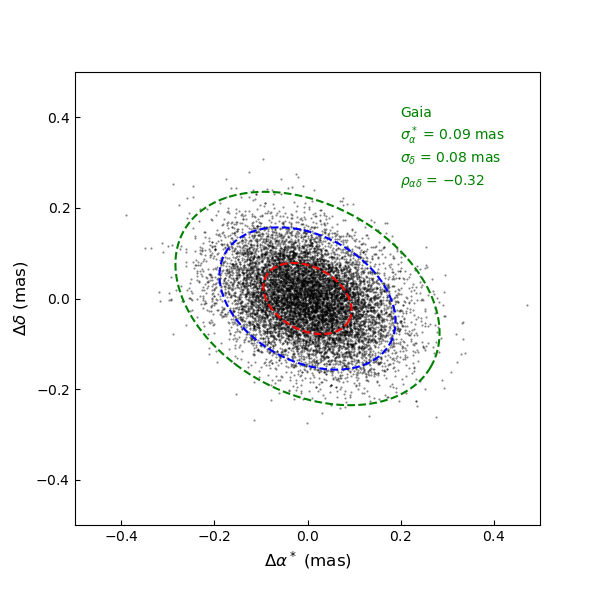 Gaia
σ*α = 0.09 mas
σδ = 0.08 mas
ραδ = −0.32
0.4
0.2
0.0
−0.2
−0.4
Δδ (mas)
−0.4 −0.2 0.0 0.2 0.4
Δα* (mas)